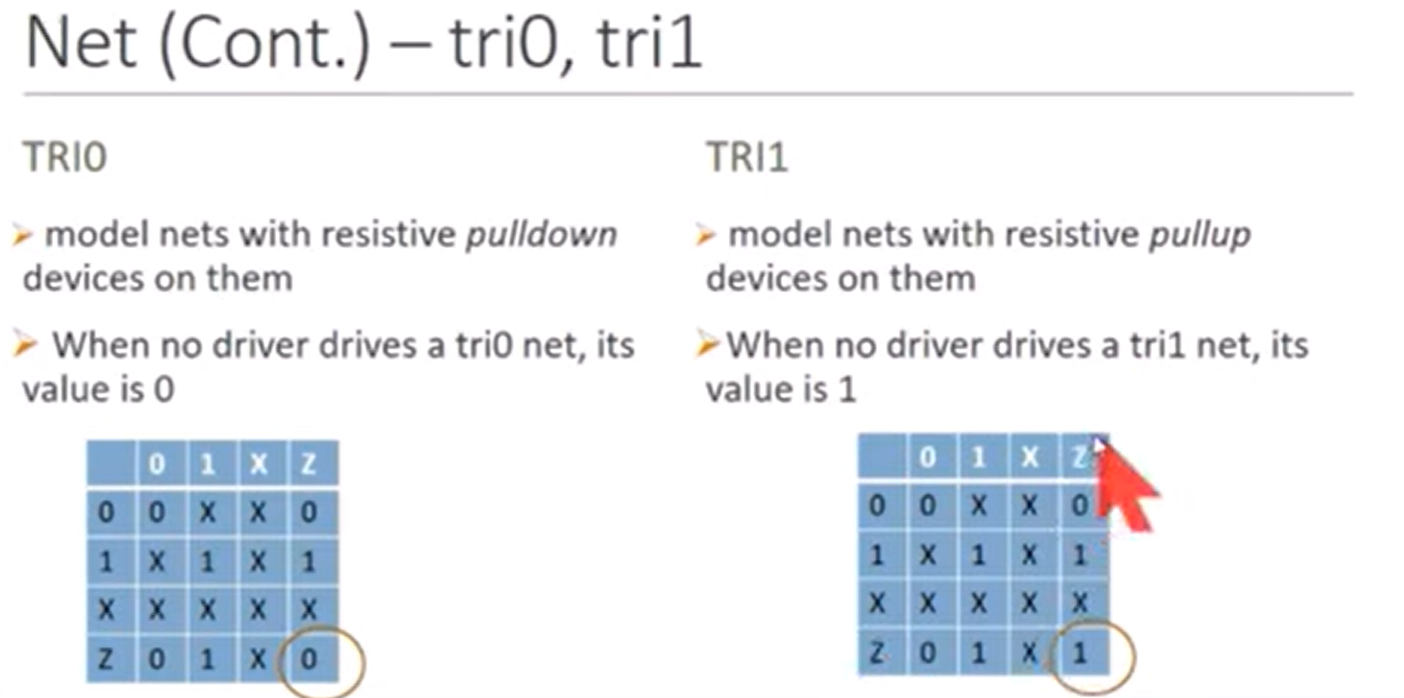 Net (Cont.) – tri0, tri1
TRI0
model nets with resistive pulldown
devices on them
When no driver drives a tri0 net, its
value is 0
0 1 X Z
0 0 X X 0
1 X 1 X 1
X X X X X
Z 0 1 X 0
TRI1
model nets with resistive pullup
devices on them
When no driver drives a tri1 net, its
value is 1
0 1 X Z
0 0 X X 0
1 X 1 X 1
X X X X X
Z 0 1 X 1